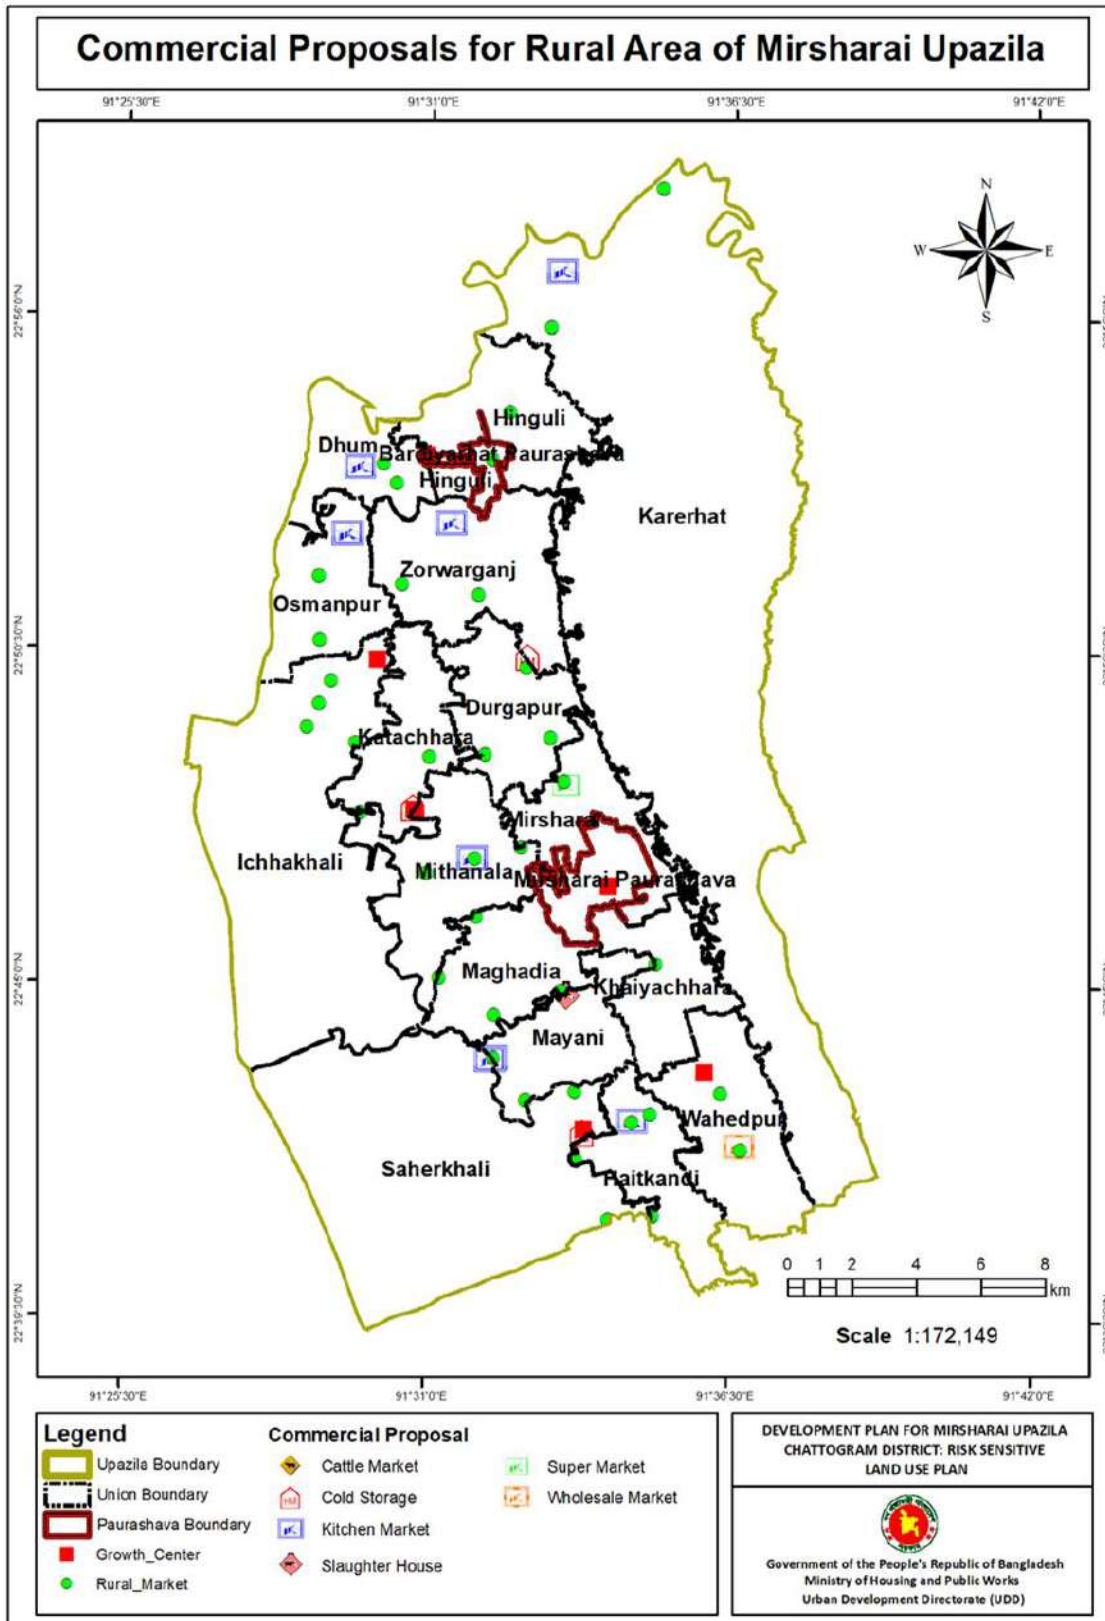 Commercial Proposals for Rural Area of Mirsharai Upazila
91°25'30"E 91°31'0"E 91°36'30"E 91°42'0"E
N
W E
S
22°56'0"N
Hinguli
Dhum
Baraiyarhat Paurashava
Hinguli
Karerhat
Zorwarganj
Osmanpur
22°50'30"N
Durgapur
Katachhara
Mirsharai
Ichhakhali
Mithanala
Mirsharai Paurashava
Maghadia
22°45'0"N
Khaiyachhara
Mayani
Wahedpur
Saherkhali
Haitkandi
0 1 2 4 6 8
km
22°39'30"N
Scale 1:172,149
91°25'30"E 91°31'0"E 91°36'30"E 91°42'0"E
Legend
Upazila Boundary
Union Boundary
Paurashava Boundary
Growth_Center
Rural_Market
Commercial Proposal
Cattle Market
Cold Storage
Kitchen Market
Slaughter House
Super Market
Wholesale Market
DEVELOPMENT PLAN FOR MIRSHARAI UPAZILA
CHATTOGRAM DISTRICT: RISK SENSITIVE
LAND USE PLAN
Government of the People's Republic of Bangladesh
Ministry of Housing and Public Works
Urban Development Directorate (UDD)